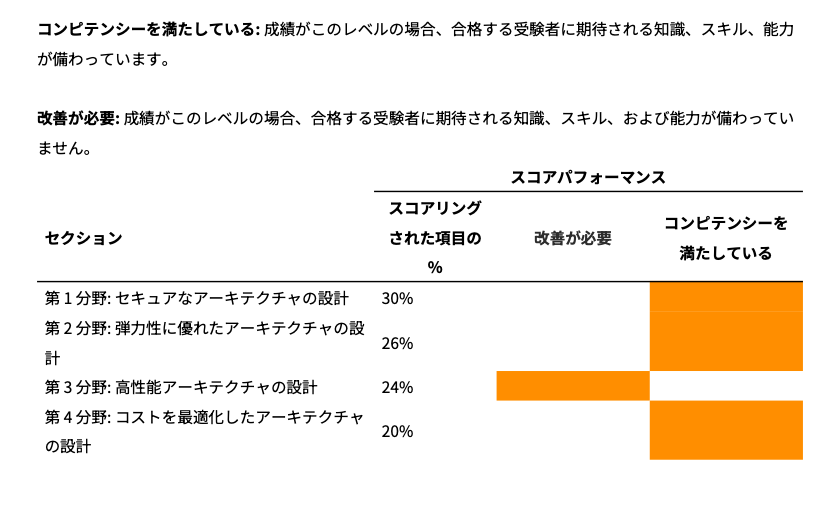 コンピテンシーを満たしている: 成績がこのレベルの場合、合格する受験者に期待される知識、スキル、能力
が備わっています。
改善が必要: 成績がこのレベルの場合、合格する受験者に期待される知識、スキル、および能力が備わってい
ません。
スコアパフォーマンス
セクション
スコアリング
された項目の
%
改善が必要
コンピテンシーを
満たしている
第 1 分野: セキュアなアーキテクチャの設計
30%
第 2 分野: 弾力性に優れたアーキテクチャの設
計
26%
第 3 分野: 高性能アーキテクチャの設計
24%
第 4 分野: コストを最適化したアーキテクチャ
の設計
20%